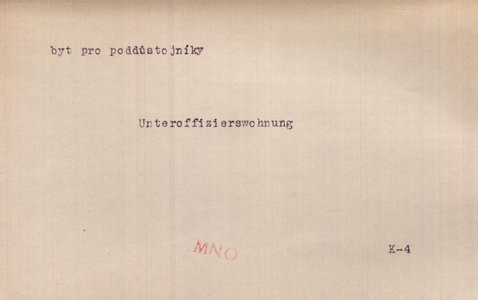 byt pro poddůstojníky
Unteroffizierswohnung
MNO
K-4